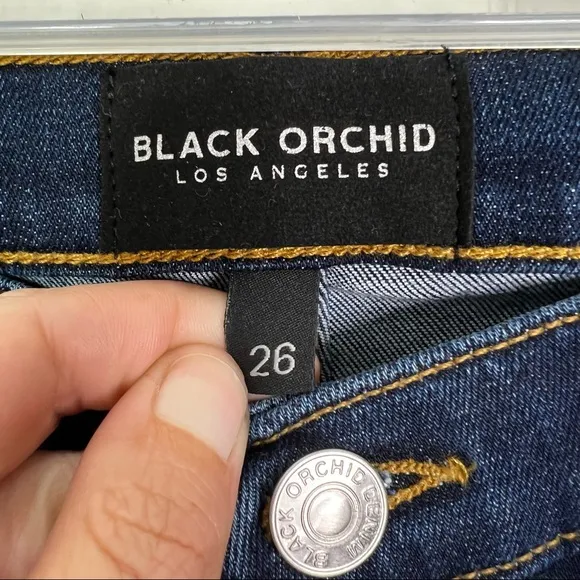 BLACK ORCHID
LOS ANGELES
26
BLACK ORCHID DENIM